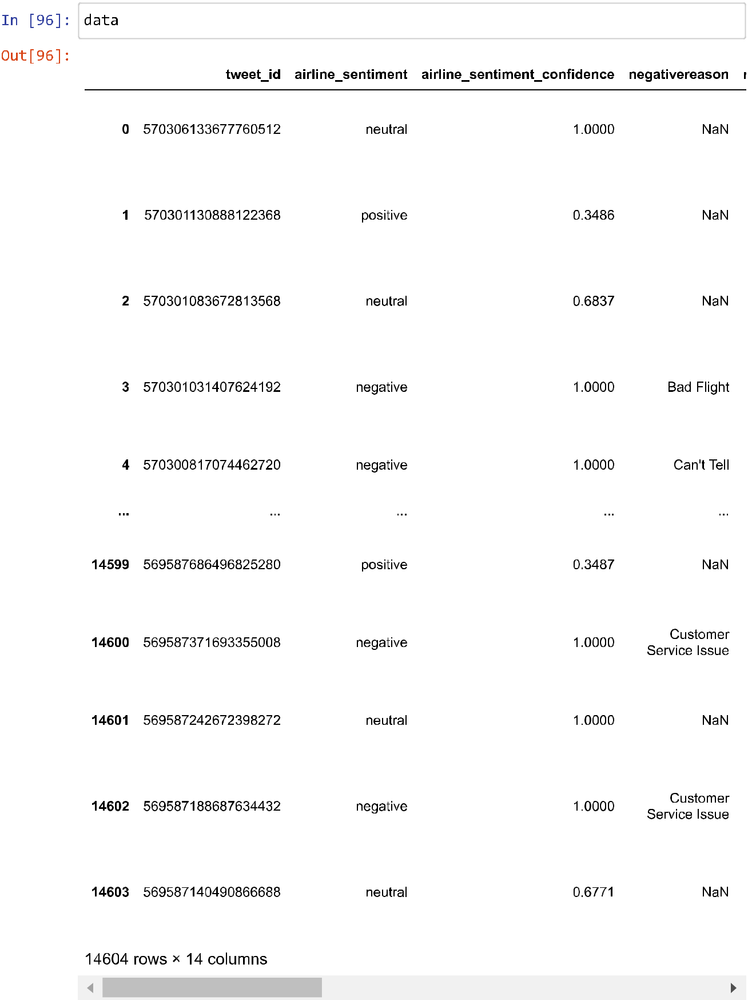 In [96]: data
Out[96]:
tweet_id airline_sentiment airline_sentiment_confidence negativereason
0 570306133677760512 neutral 1.0000 NaN
1 570301130888122368 positive 0.3486 NaN
2 570301083672813568 neutral 0.6837 NaN
3 570301031407624192 negative 1.0000 Bad Flight
4 570300817074462720 negative 1.0000 Can't Tell
... ... ... ... ...
14599 569587686496825280 positive 0.3487 NaN
14600 569587371693355008 negative 1.0000 Customer
Service Issue
14601 569587242672398272 neutral 1.0000 NaN
14602 569587188687634432 negative 1.0000 Customer
Service Issue
14603 569587140490866688 neutral 0.6771 NaN
14604 rows × 14 columns